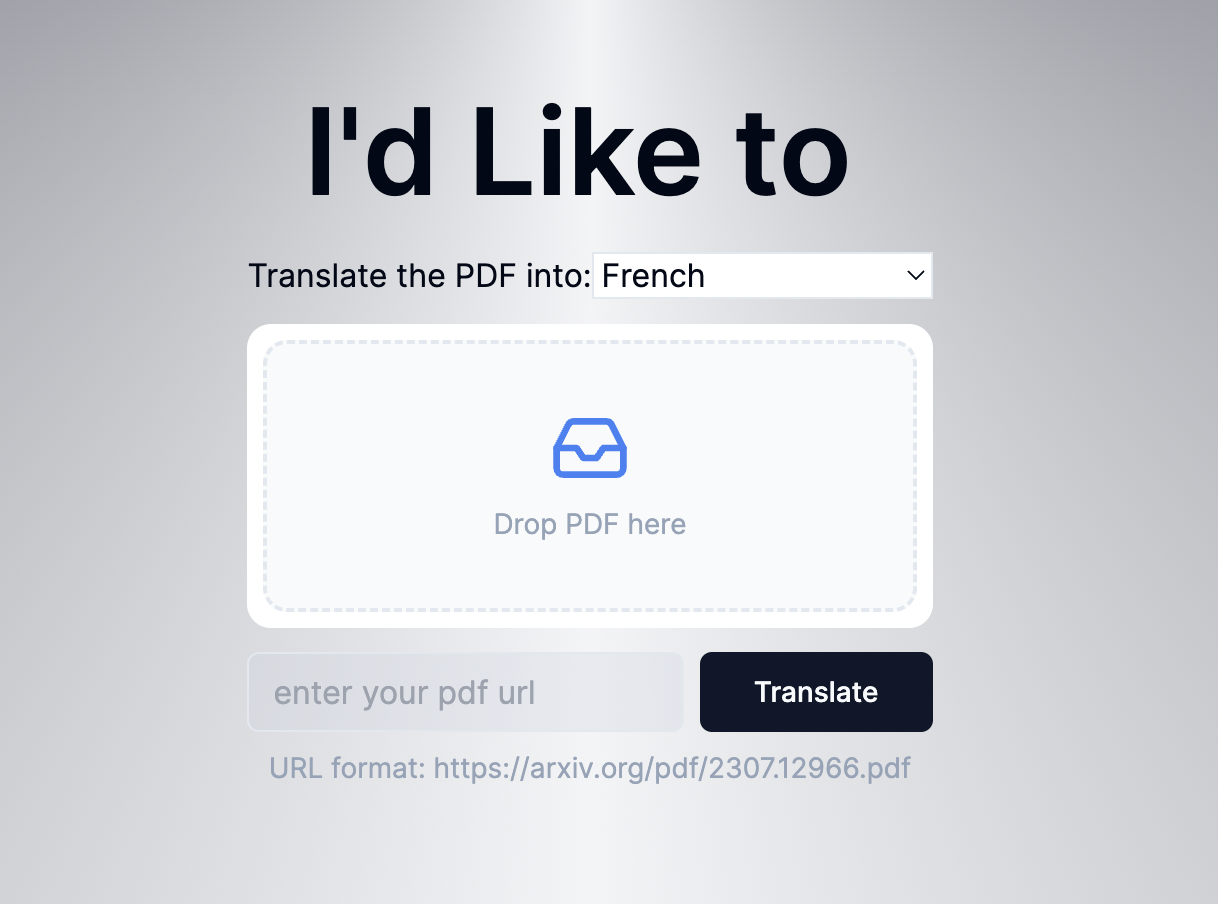 I'd Like to
Translate the PDF into: French
Drop PDF here
enter your pdf url
Translate
URL format: https://arxiv.org/pdf/2307.12966.pdf